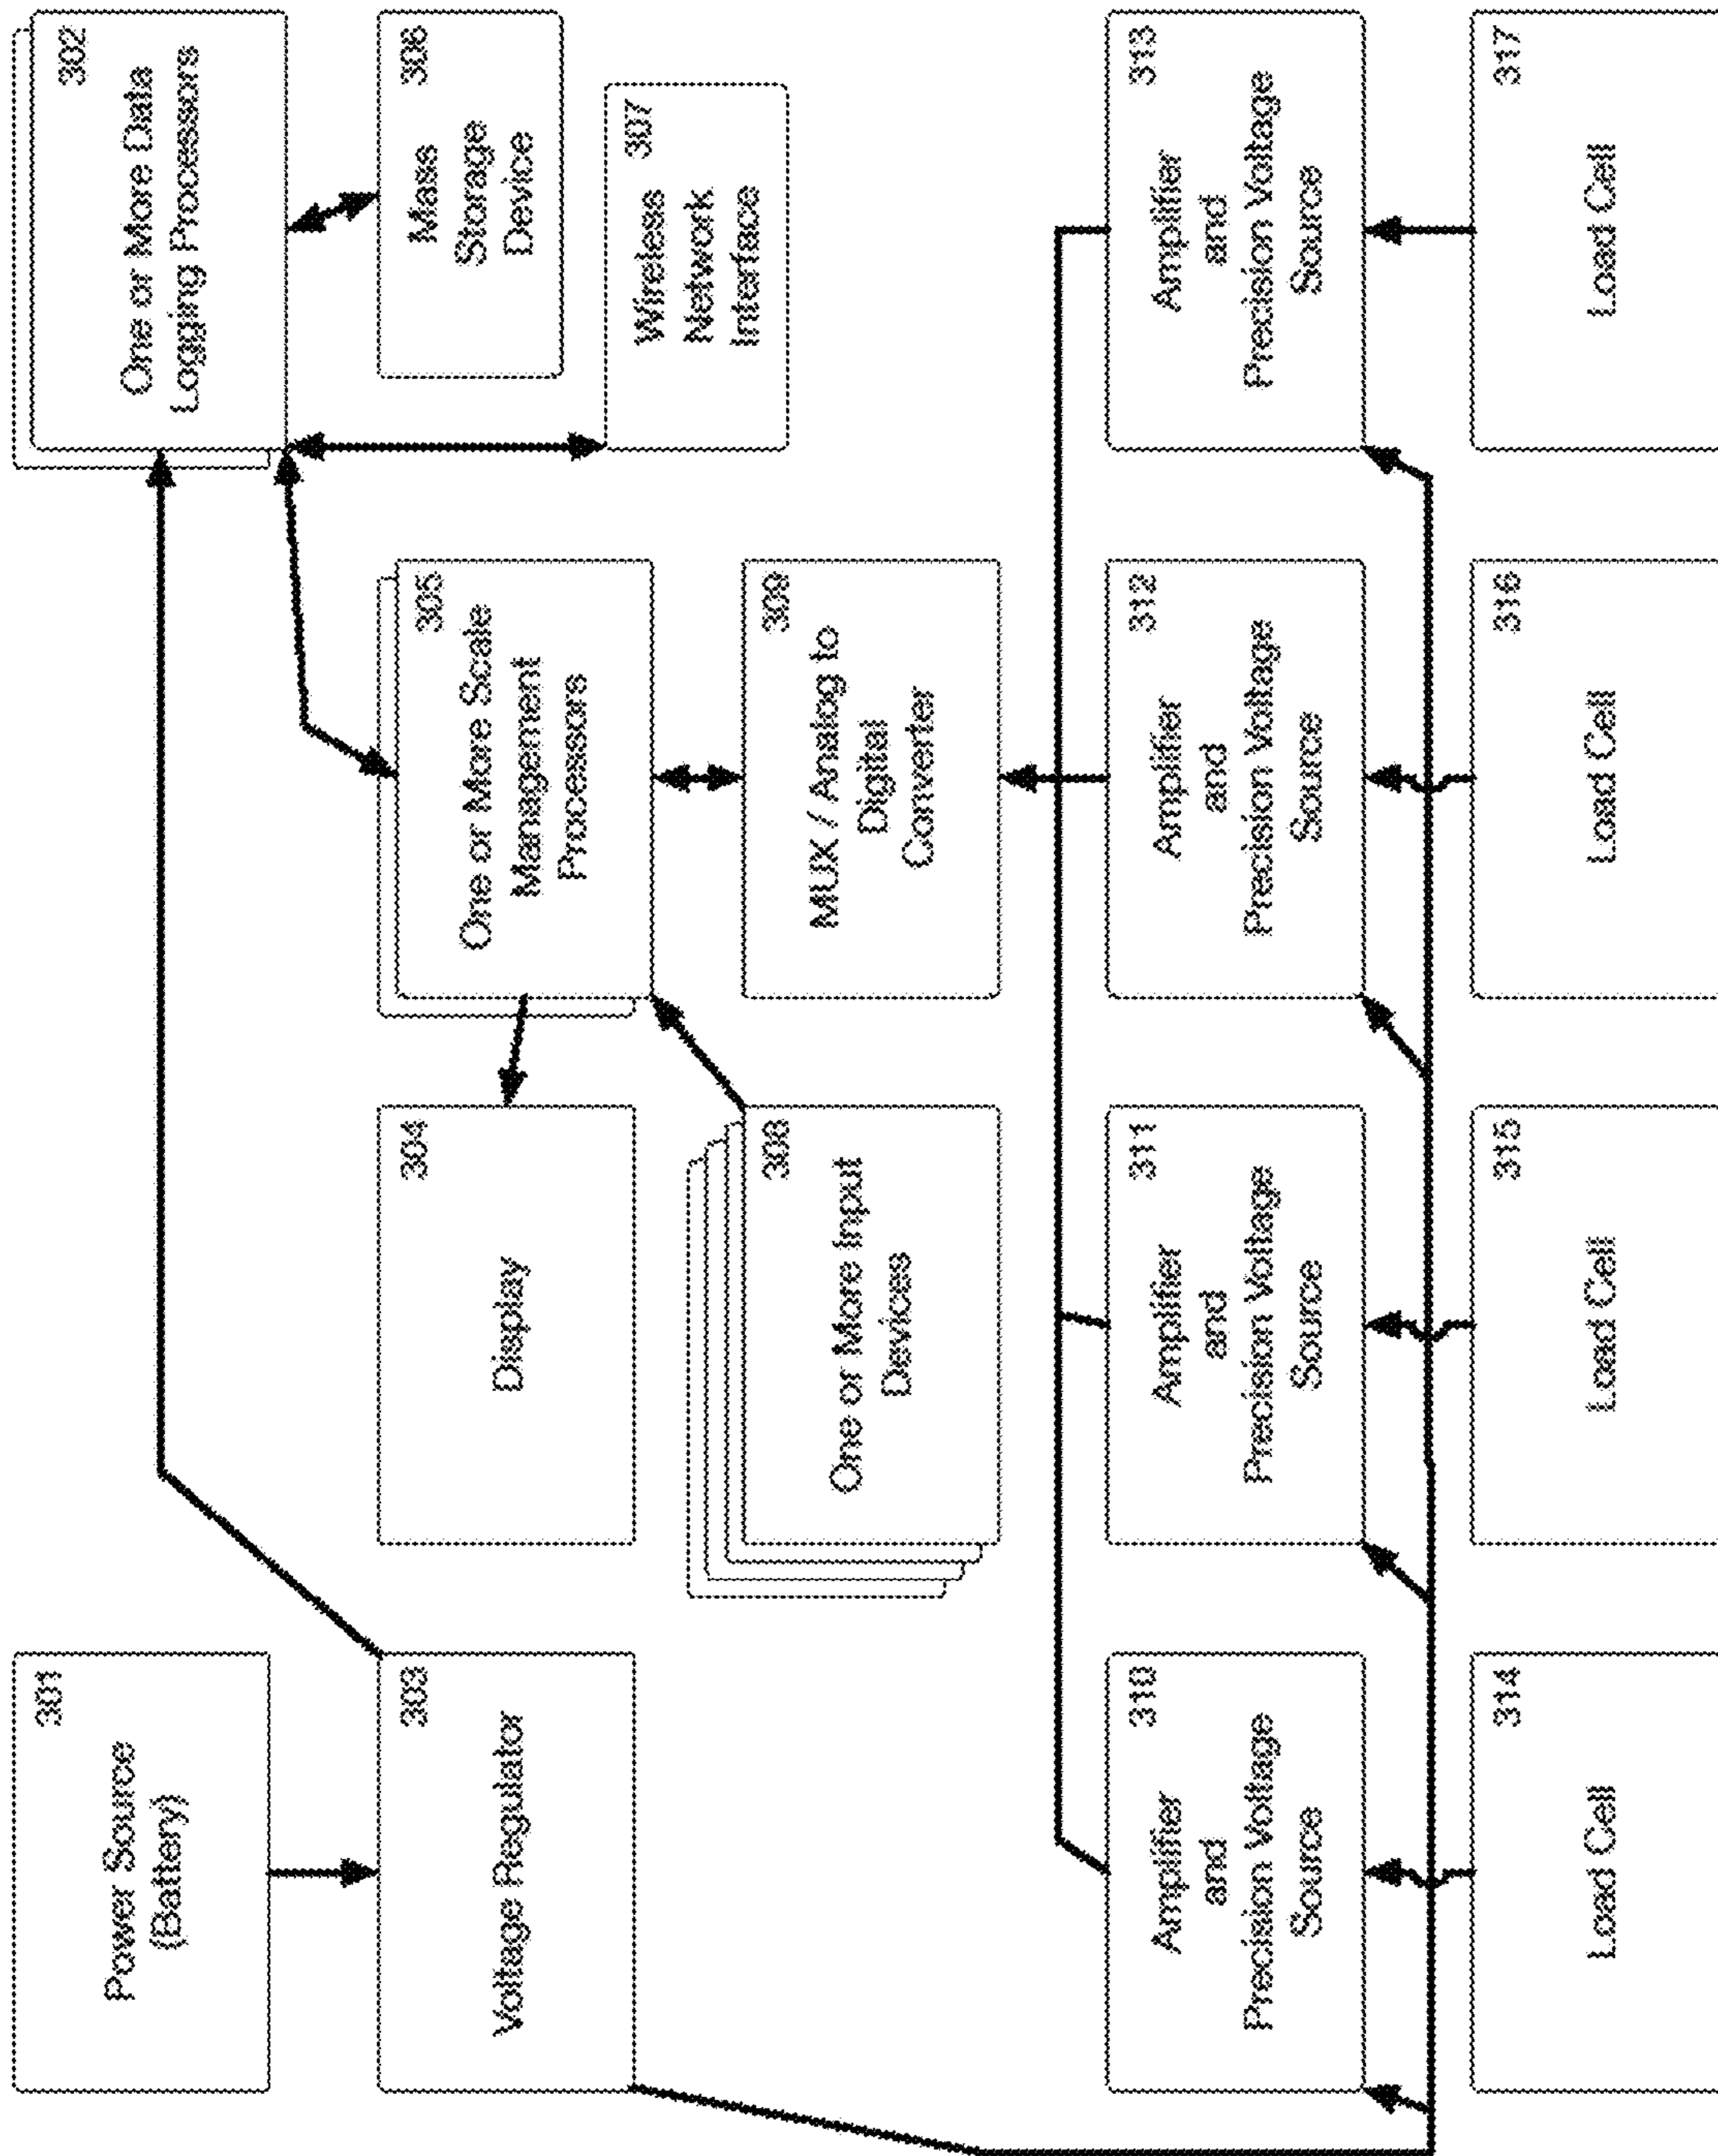 301
Power Source
(Battery)
302
One or More Data
Logging Processors
303
Voltage Regulator
304
Display
305
One or More Scale
Management
Processors
306
Mass
Storage
Device
307
Wireless
Network
Interface
308
One or More Input
Devices
309
MUX / Analog to
Digital
Converter
310
Amplifier
and
Precision Voltage
Source
311
Amplifier
and
Precision Voltage
Source
312
Amplifier
and
Precision Voltage
Source
313
Amplifier
and
Precision Voltage
Source
314
Load Cell
315
Load Cell
316
Load Cell
317
Load Cell